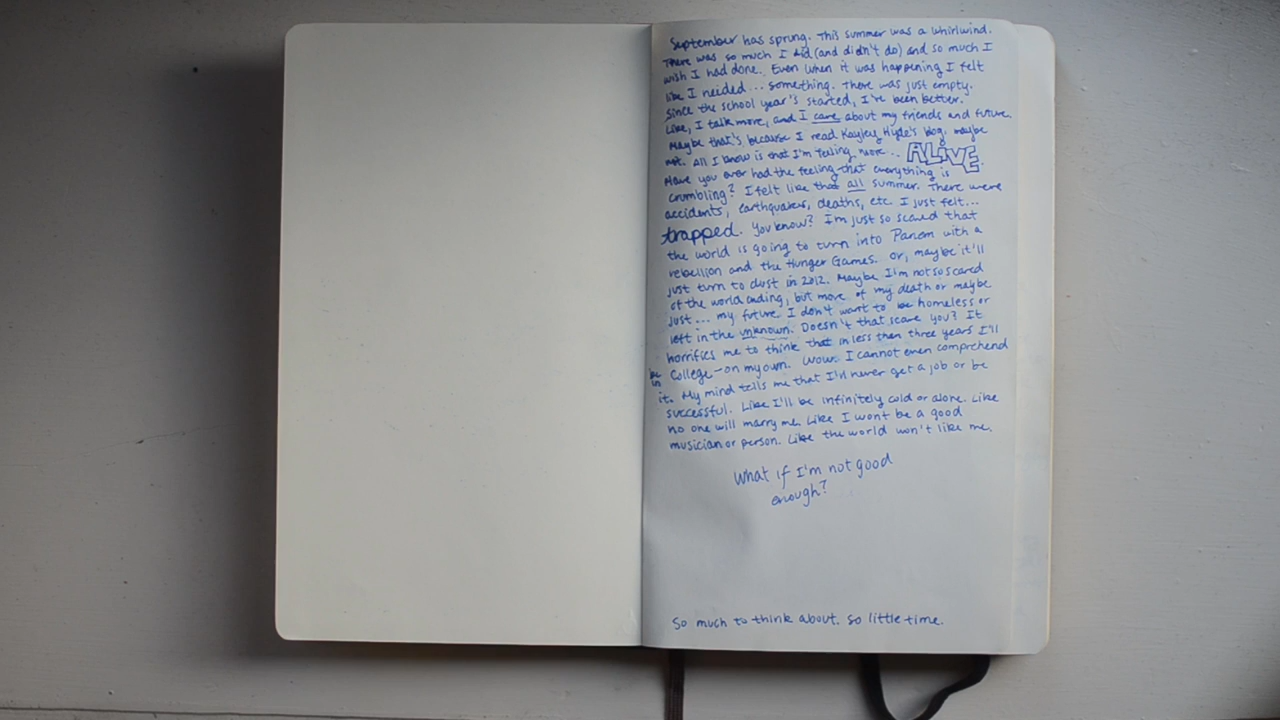 September has sprung. This summer was a whirlwind.
There was so much I did (and didn't do) and so much I
wish I had done. Even when it was happening I felt
like I needed... something. There was just empty.
Since the school year's started, I've been better.
Like, I talk more, and I care about my friends and future.
Maybe that's because I read Kayley Hyde's blog. maybe
not. All I know is that I'm feeling more... ALIVE.
Have you ever had the feeling that everything is
crumbling? I felt like that all summer. There were
accidents, earthquakes, deaths, etc. I just felt...
trapped. You know? I'm just so scared that
the world is going to turn into Panem with a
rebellion and the Hunger Games. Or, maybe it'll
just turn to dust in 2012. Maybe I'm not so scared
of the world ending, but more of my death or maybe
just... my future. I don't want to be homeless or
left in the unknown. Doesn't that scare you? It
horrifies me to think that in less than three years I'll
be in College - on my own. Wow. I cannot even comprehend
it. My mind tells me that I'll never get a job or be
successful. Like I'll be infinitely cold or alone. Like
no one will marry me. Like I wont be a good
musician or person. Like the world won't like me.
What if I'm not good
enough?
So much to think about. So little time.